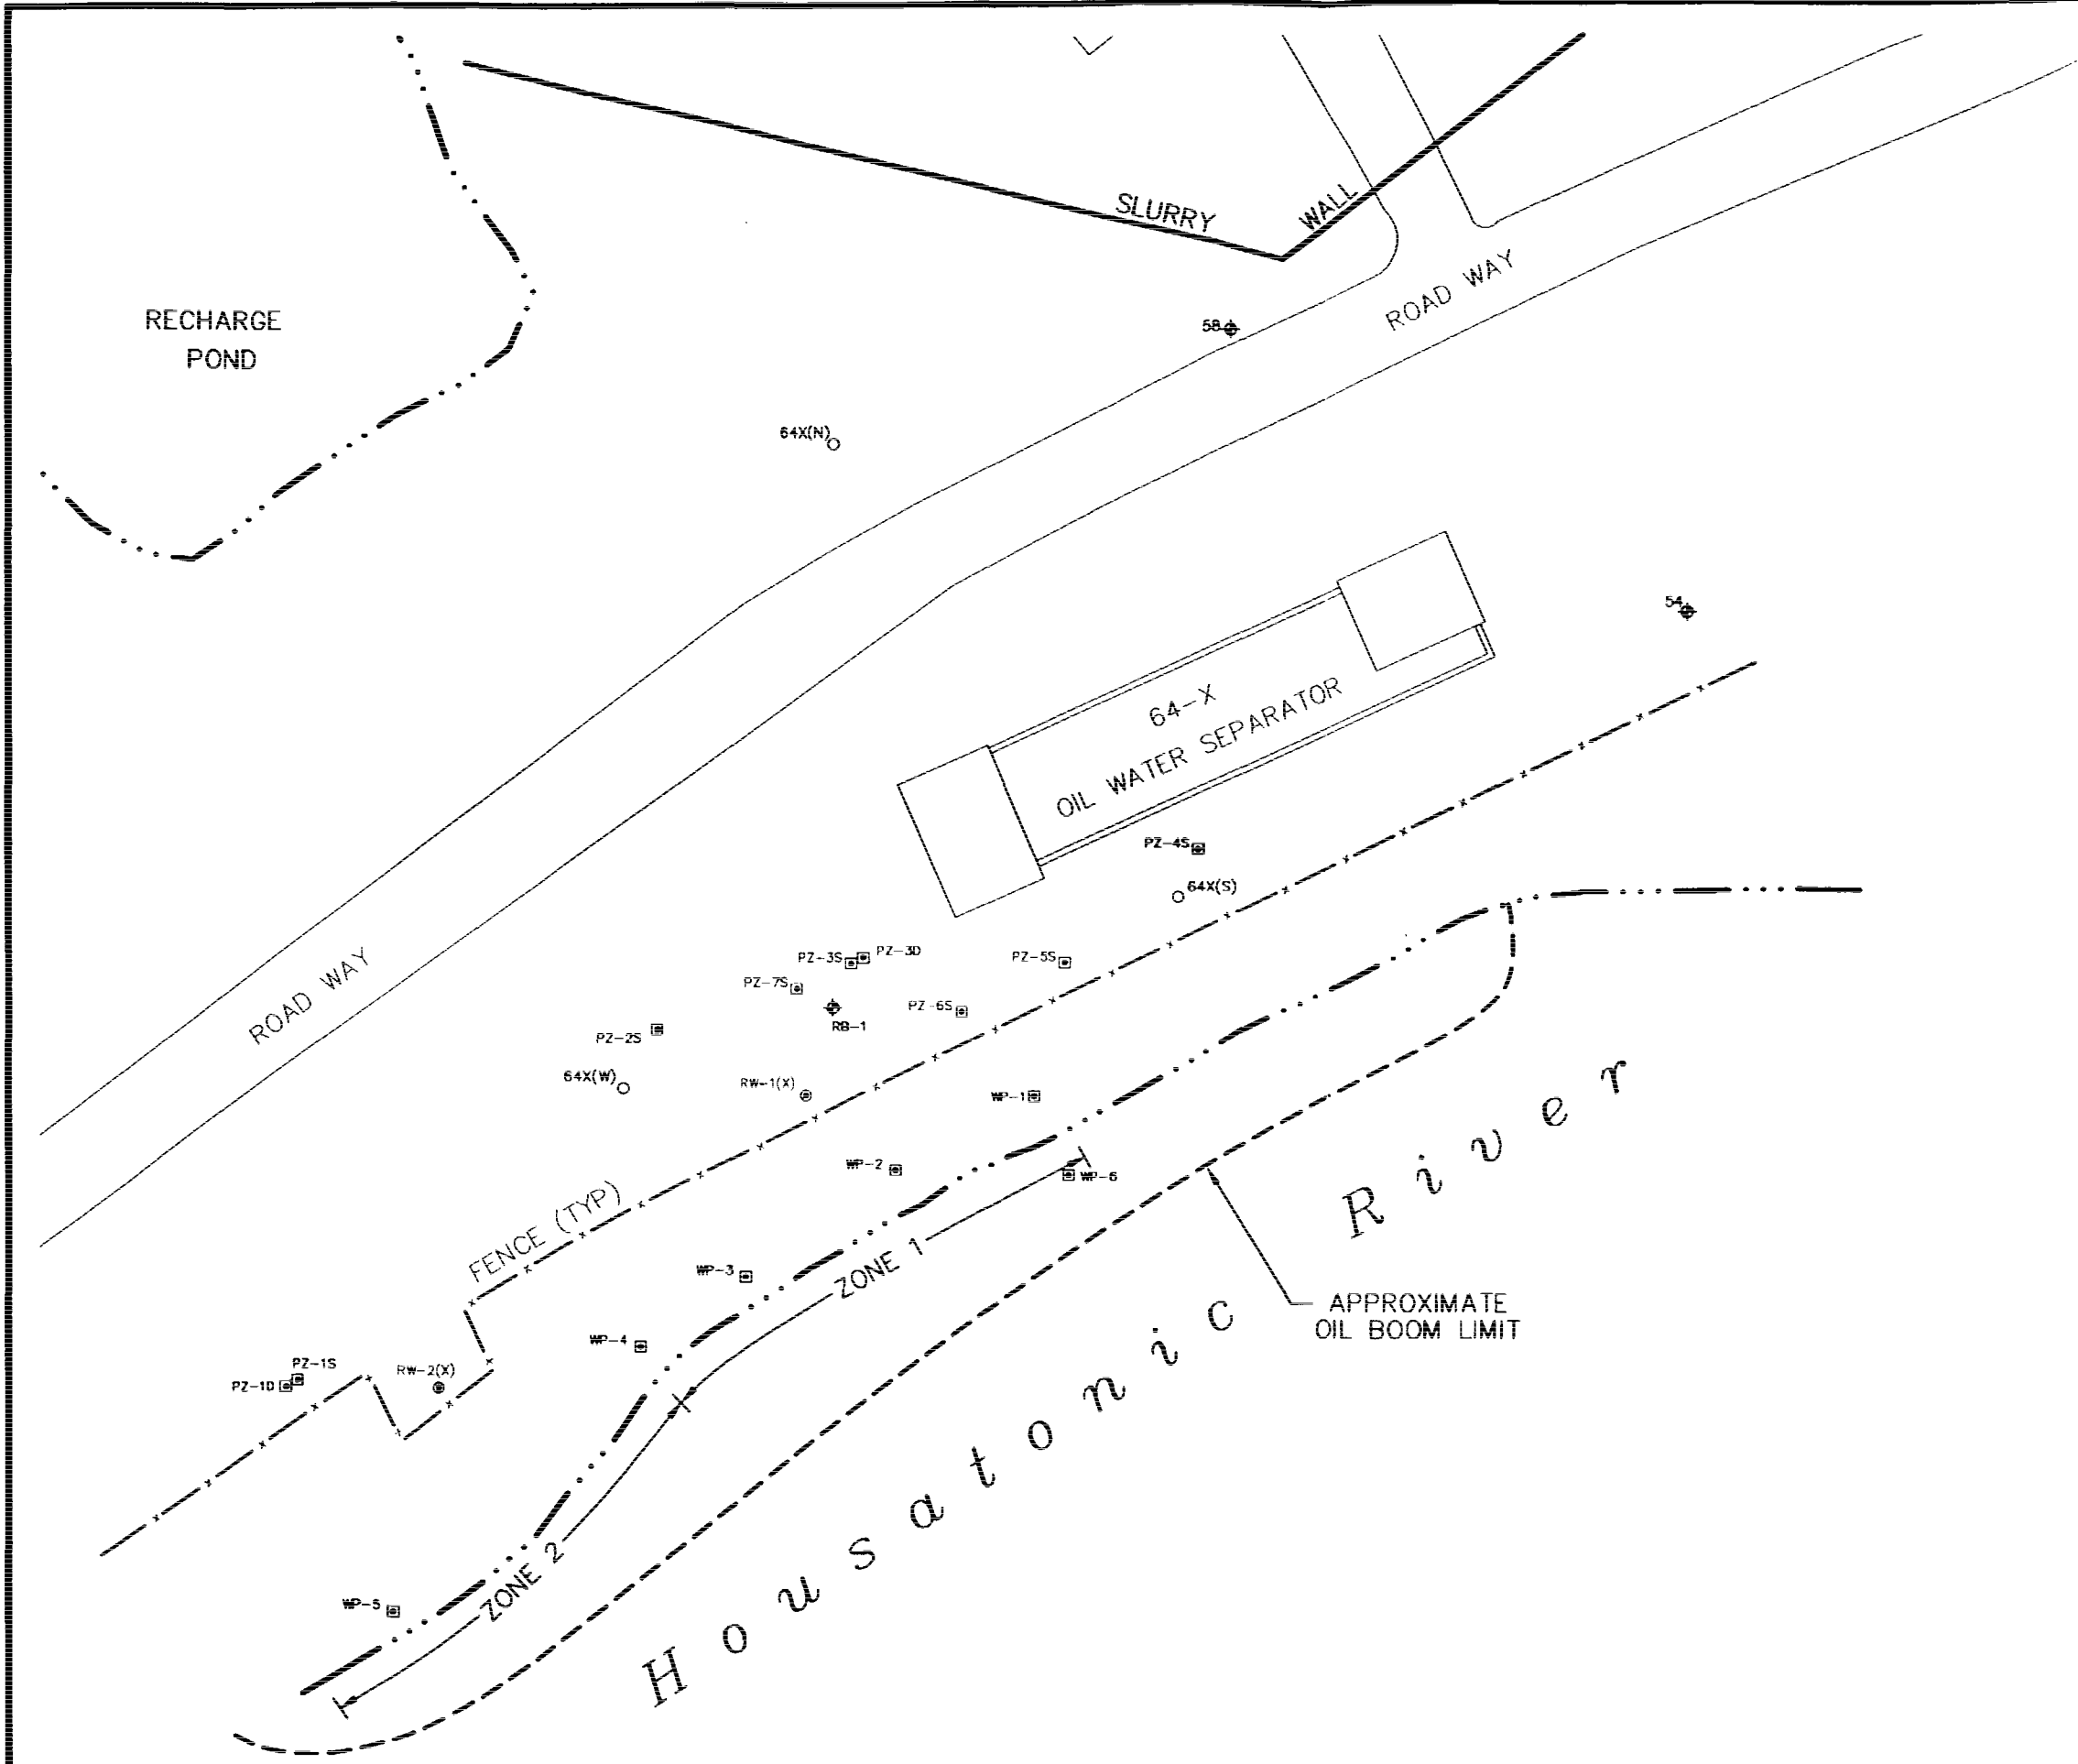 SLURRY WALL
RECHARGE
POND
58
ROAD WAY
64X(N)
54
64-X
OIL WATER SEPARATOR
PZ-4S
64X(S)
PZ-3S
PZ-3D
PZ-5S
PZ-7S
PZ-6S
RB-1
PZ-2S
ROAD WAY
64X(W)
RW-1(X)
WP-1
WP-2
WP-6
FENCE (TYP)
WP-3
ZONE 1
APPROXIMATE
OIL BOOM LIMIT
WP-4
PZ-1S
PZ-1D
RW-2(X)
ZONE 2
WP-5
Housatonic River